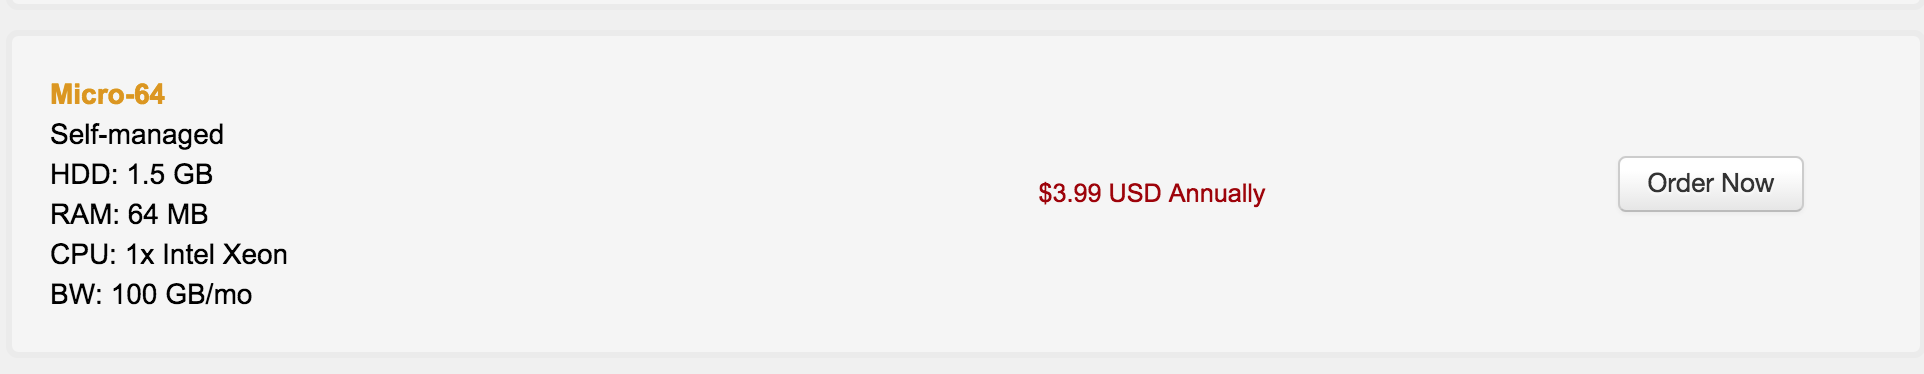 Micro-64
Self-managed
HDD: 1.5 GB
RAM: 64 MB
CPU: 1x Intel Xeon
BW: 100 GB/mo
$3.99 USD Annually
Order Now